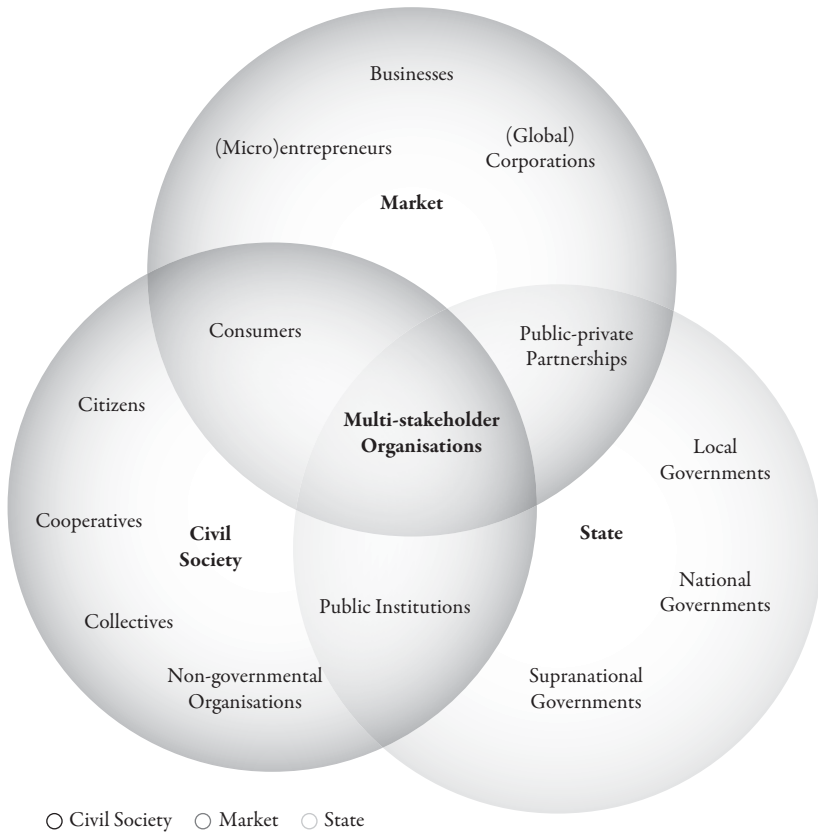 Businesses
(Micro)entrepreneurs
(Global)
Corporations
Market
Consumers
Public-private
Partnerships
Citizens
Multi-stakeholder
Organisations
Local
Governments
Cooperatives
Civil
Society
State
National
Governments
Public Institutions
Collectives
Non-governmental
Organisations
Supranational
Governments
Civil Society Market State